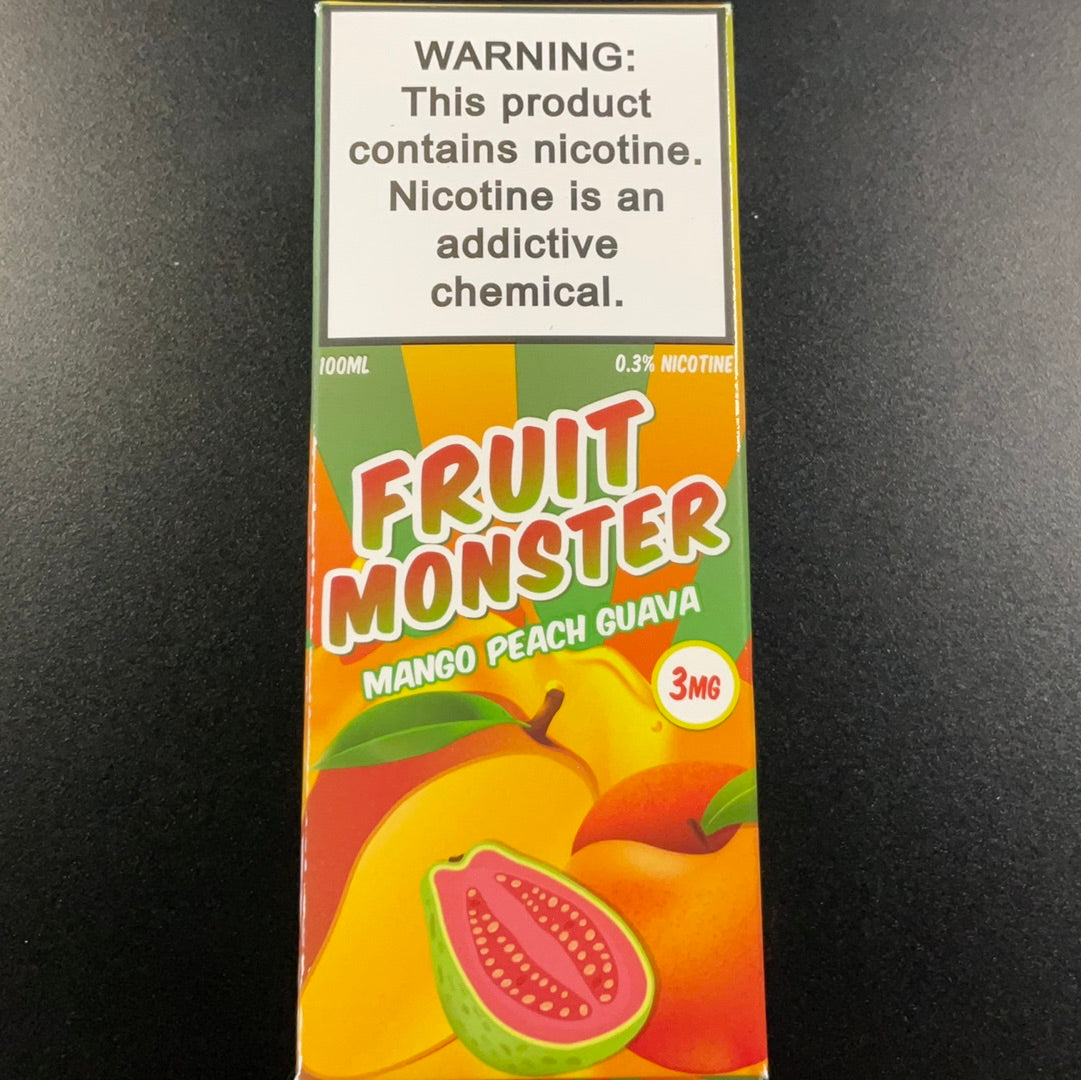 WARNING:
This product
contains nicotine.
Nicotine is an
addictive
chemical.
100ML
0.3% NICOTINE
FRUIT
MONSTER
MANGO PEACH GUAVA
3MG